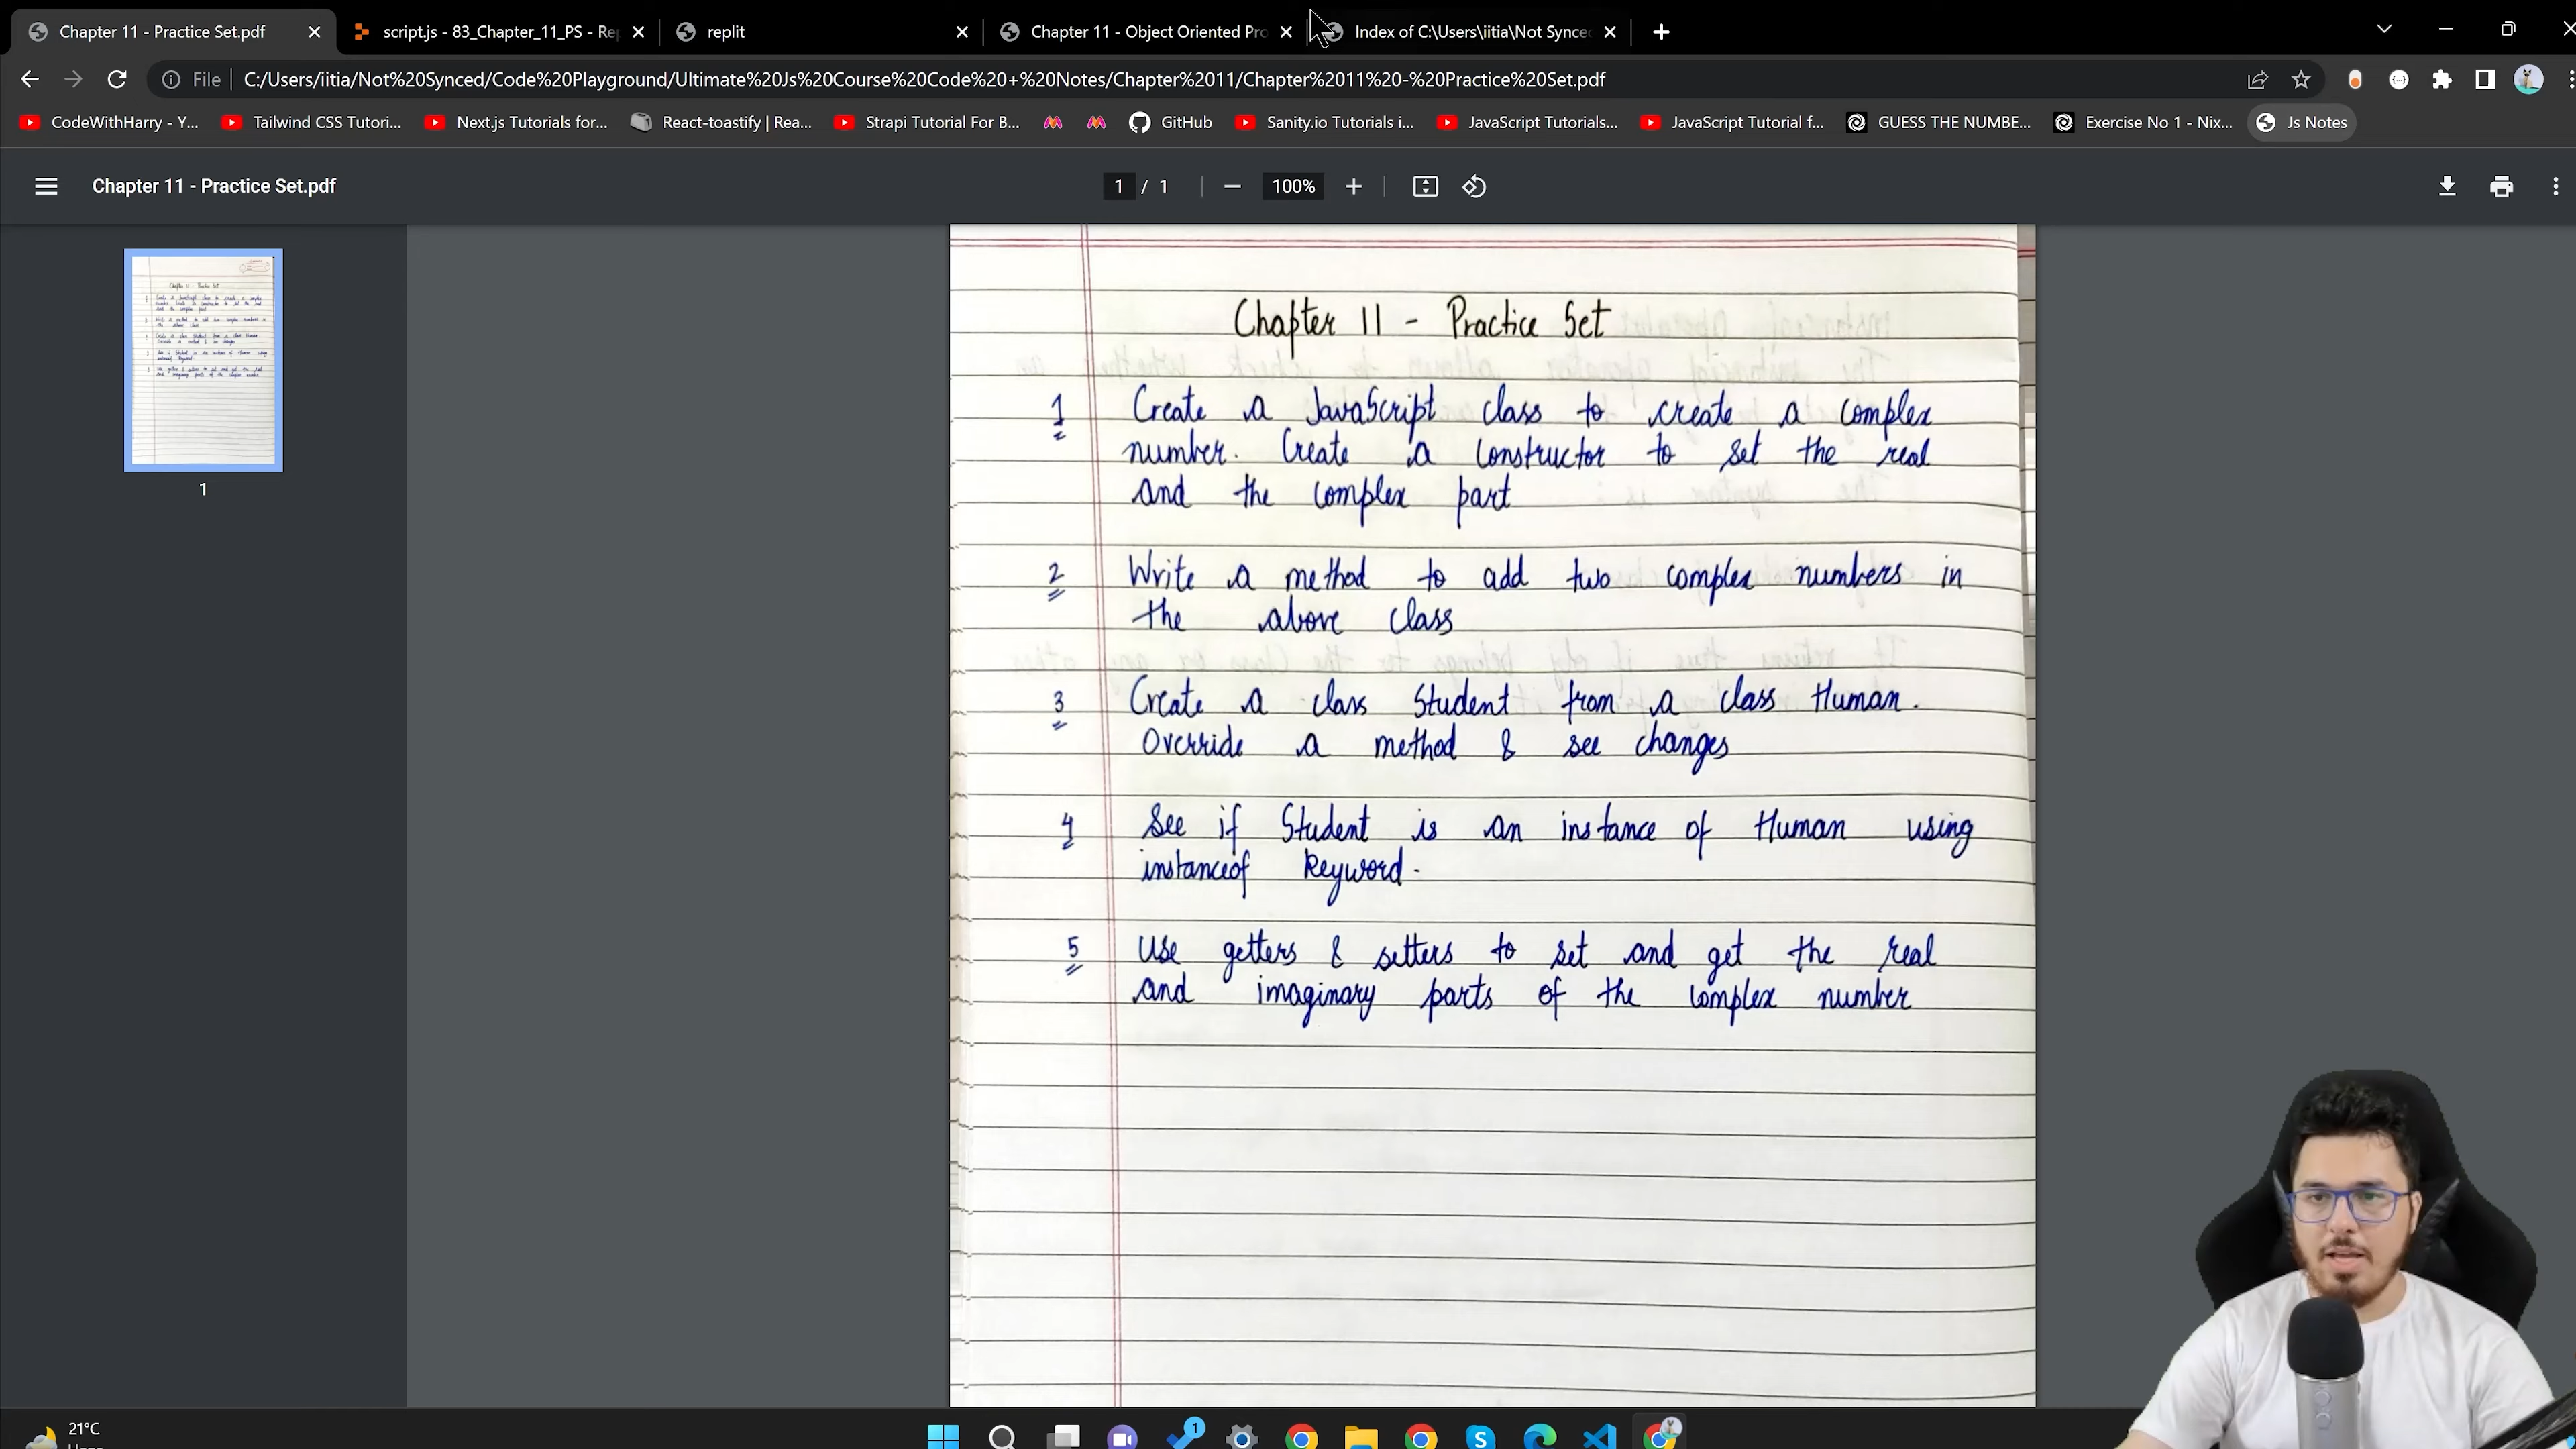 Chapter 11 - Practice Set.pdf
script.js - 83_Chapter_11_PS - Re
replit
Chapter 11 - Object Oriented Pro
Index of C:\Users\iitia\Not Synced
File
C:/Users/iitia/Not%20Synced/Code%20Playground/Ultimate%20Js%20Course%20Code%20+%20Notes/Chapter%2011/Chapter%2011%20-%20Practice%20Set.pdf
CodeWithHarry - Y...
Tailwind CSS Tutori...
Next.js Tutorials for...
React-toastify | Rea...
Strapi Tutorial For B...
GitHub
Sanity.io Tutorials i...
JavaScript Tutorials...
JavaScript Tutorial f...
GUESS THE NUMBE...
Exercise No 1 - Nix...
Js Notes
Chapter 11 - Practice Set.pdf
1 / 1
100%
1
Chapter 11 - Practice Set
1 Create a JavaScript class to create a complex
number. Create a constructor to set the real
and the complex part
2 Write a method to add two complex numbers in
the above class
3 Create a class Student from a class Human.
Override a method & see changes
4 See if Student is an instance of Human using
instanceof keyword.
5 Use getters & setters to set and get the real
and imaginary parts of the complex number
21°C
1